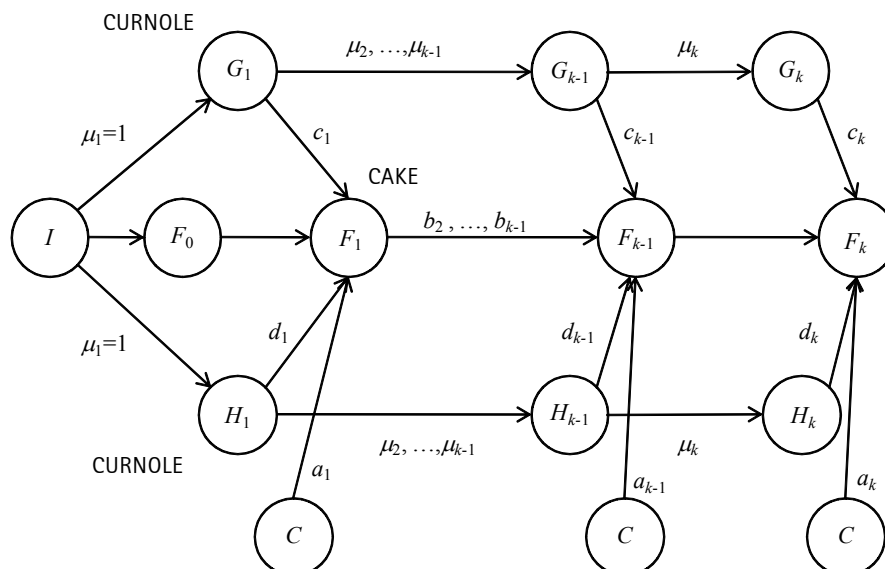 CURNOLE
G₁
μ₂, …,μₖ₋₁
Gₖ₋₁
μₖ
Gₖ
μ₁=1
c₁
cₖ₋₁
cₖ
CAKE
I
F₀
F₁
b₂ , …, bₖ₋₁
Fₖ₋₁
Fₖ
μ₁=1
d₁
dₖ₋₁
dₖ
H₁
Hₖ₋₁
Hₖ
CURNOLE
μ₂, …,μₖ₋₁
μₖ
a₁
aₖ₋₁
aₖ
C
C
C